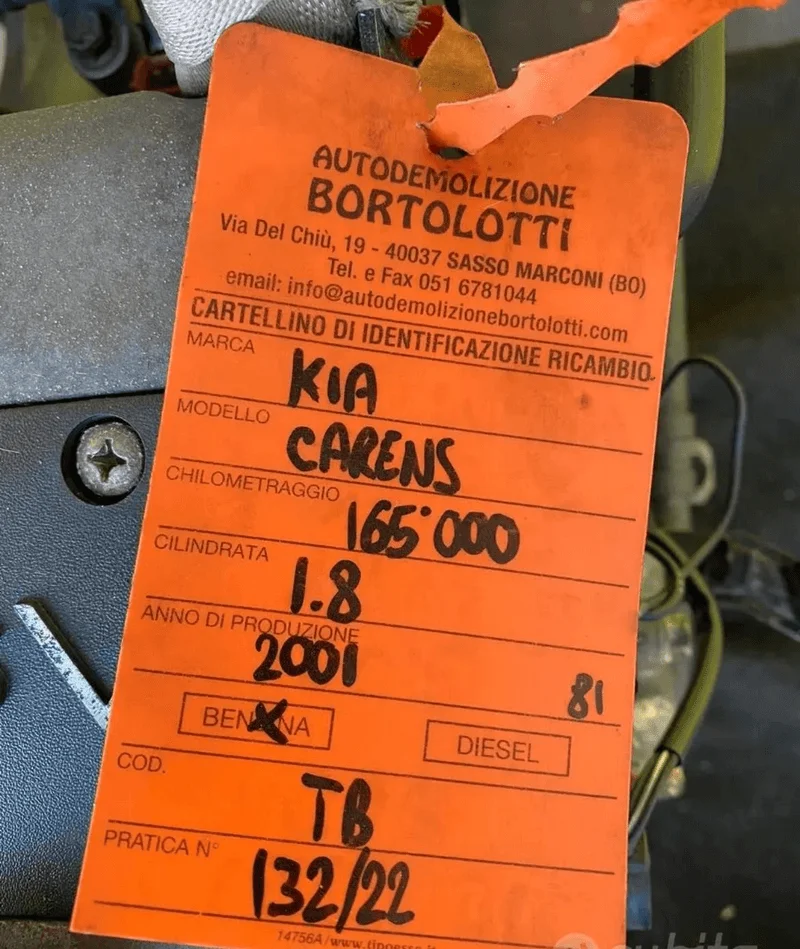 AUTODEMOLIZIONE
BORTOLOTTI
Via Del Chiù, 19 - 40037 SASSO MARCONI (BO)
Tel. e Fax 051 6781044
email: info@autodemolizionebortolotti.com
CARTELLINO DI IDENTIFICAZIONE RICAMBIO
MARCA KIA
MODELLO CARENS
CHILOMETRAGGIO 165'000
CILINDRATA 1.8
ANNO DI PRODUZIONE 2001
81
BENZINA DIESEL
COD. TB
PRATICA N° 132/22
14756A